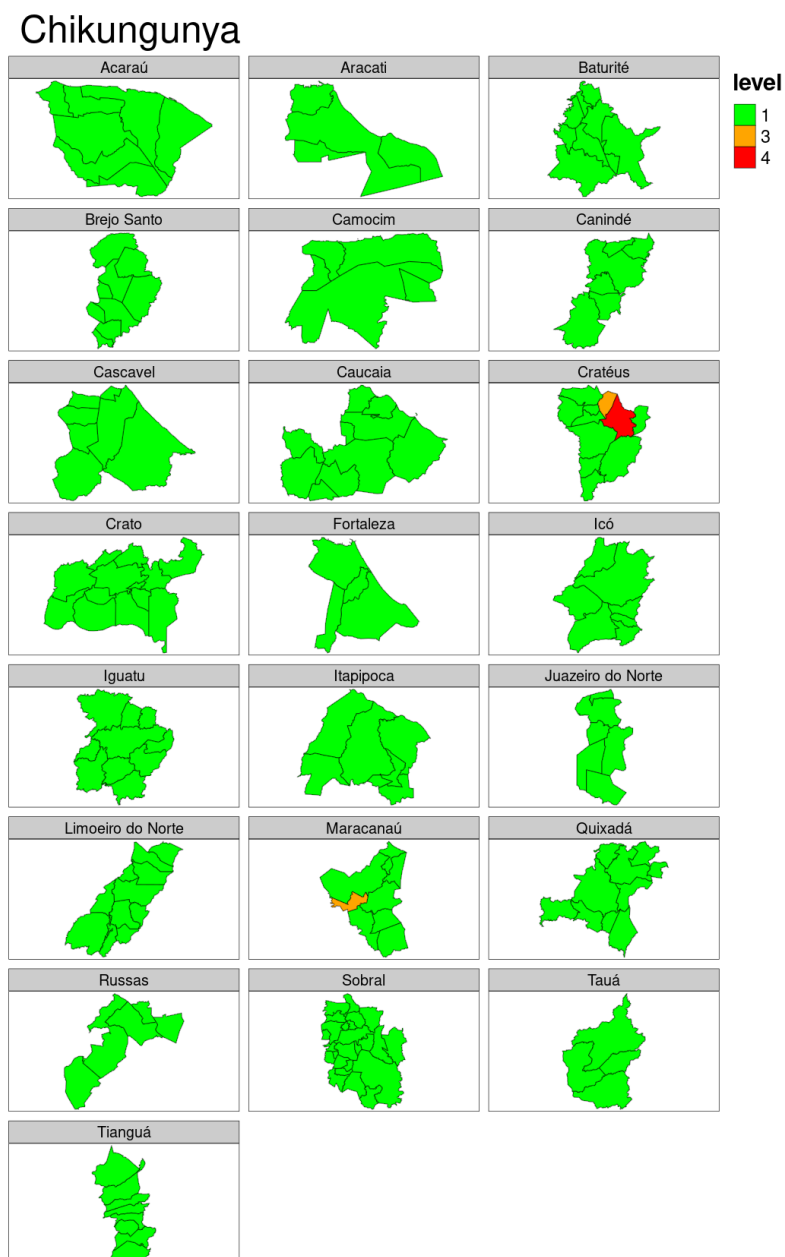 Chikungunya
Acaraú
Aracati
Baturité
level
1
3
4
Brejo Santo
Camocim
Canindé
Cascavel
Caucaia
Cratéus
Crato
Fortaleza
Icó
Iguatu
Itapipoca
Juazeiro do Norte
Limoeiro do Norte
Maracanaú
Quixadá
Russas
Sobral
Tauá
Tianguá